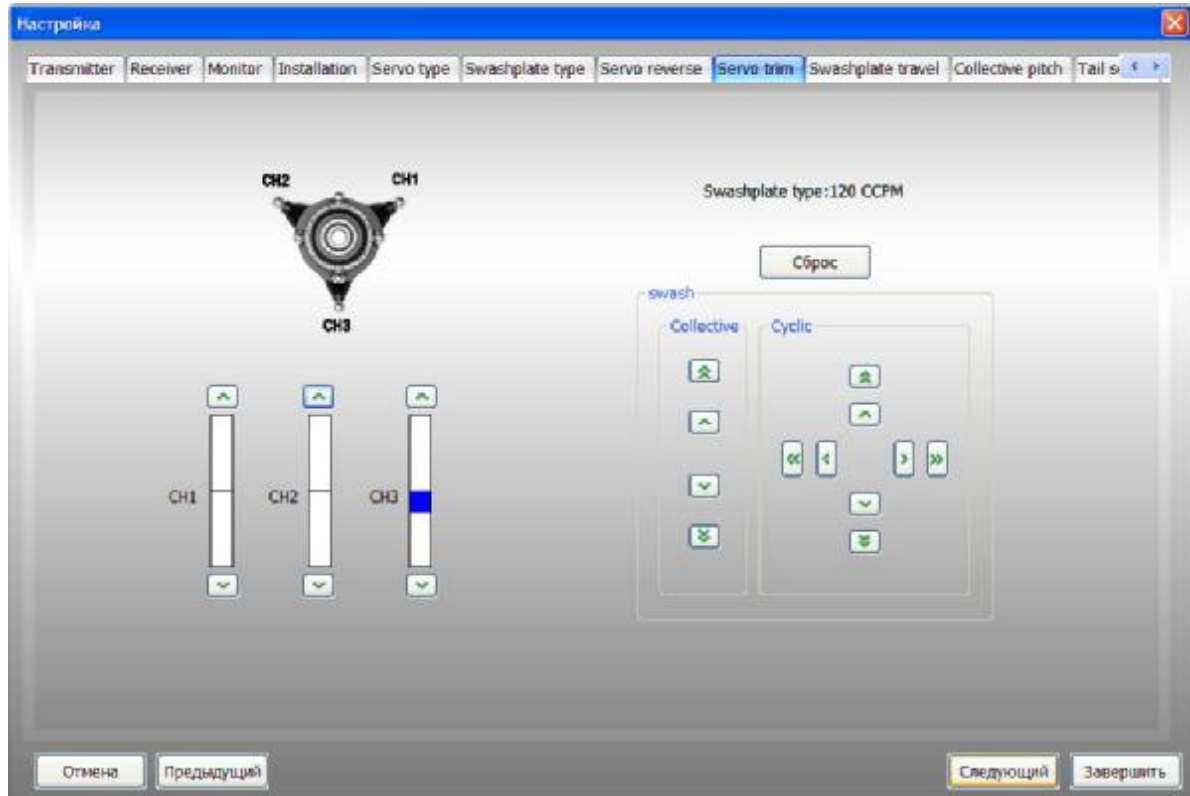 Настройка
Transmitter Receiver Monitor Installation Servo type Swashplate type Servo reverse Servo trim Swashplate travel Collective pitch Tail s
CH2 CH1
CH3
Swashplate type:120 CCPM
Сброс
swash
Collective Cyclic
CH1 CH2 CH3
Отмена Предыдущий Следующий Завершить